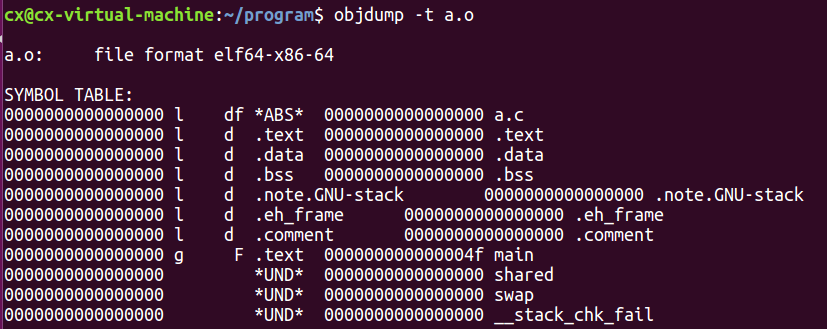 cx@cx-virtual-machine:~/program$ objdump -t a.o
a.o:     file format elf64-x86-64
SYMBOL TABLE:
0000000000000000 l    df *ABS*  0000000000000000 a.c
0000000000000000 l    d  .text  0000000000000000 .text
0000000000000000 l    d  .data  0000000000000000 .data
0000000000000000 l    d  .bss   0000000000000000 .bss
0000000000000000 l    d  .note.GNU-stack        0000000000000000 .note.GNU-stack
0000000000000000 l    d  .eh_frame      0000000000000000 .eh_frame
0000000000000000 l    d  .comment       0000000000000000 .comment
0000000000000000 g     F .text  000000000000004f main
0000000000000000         *UND*  0000000000000000 shared
0000000000000000         *UND*  0000000000000000 swap
0000000000000000         *UND*  0000000000000000 __stack_chk_fail